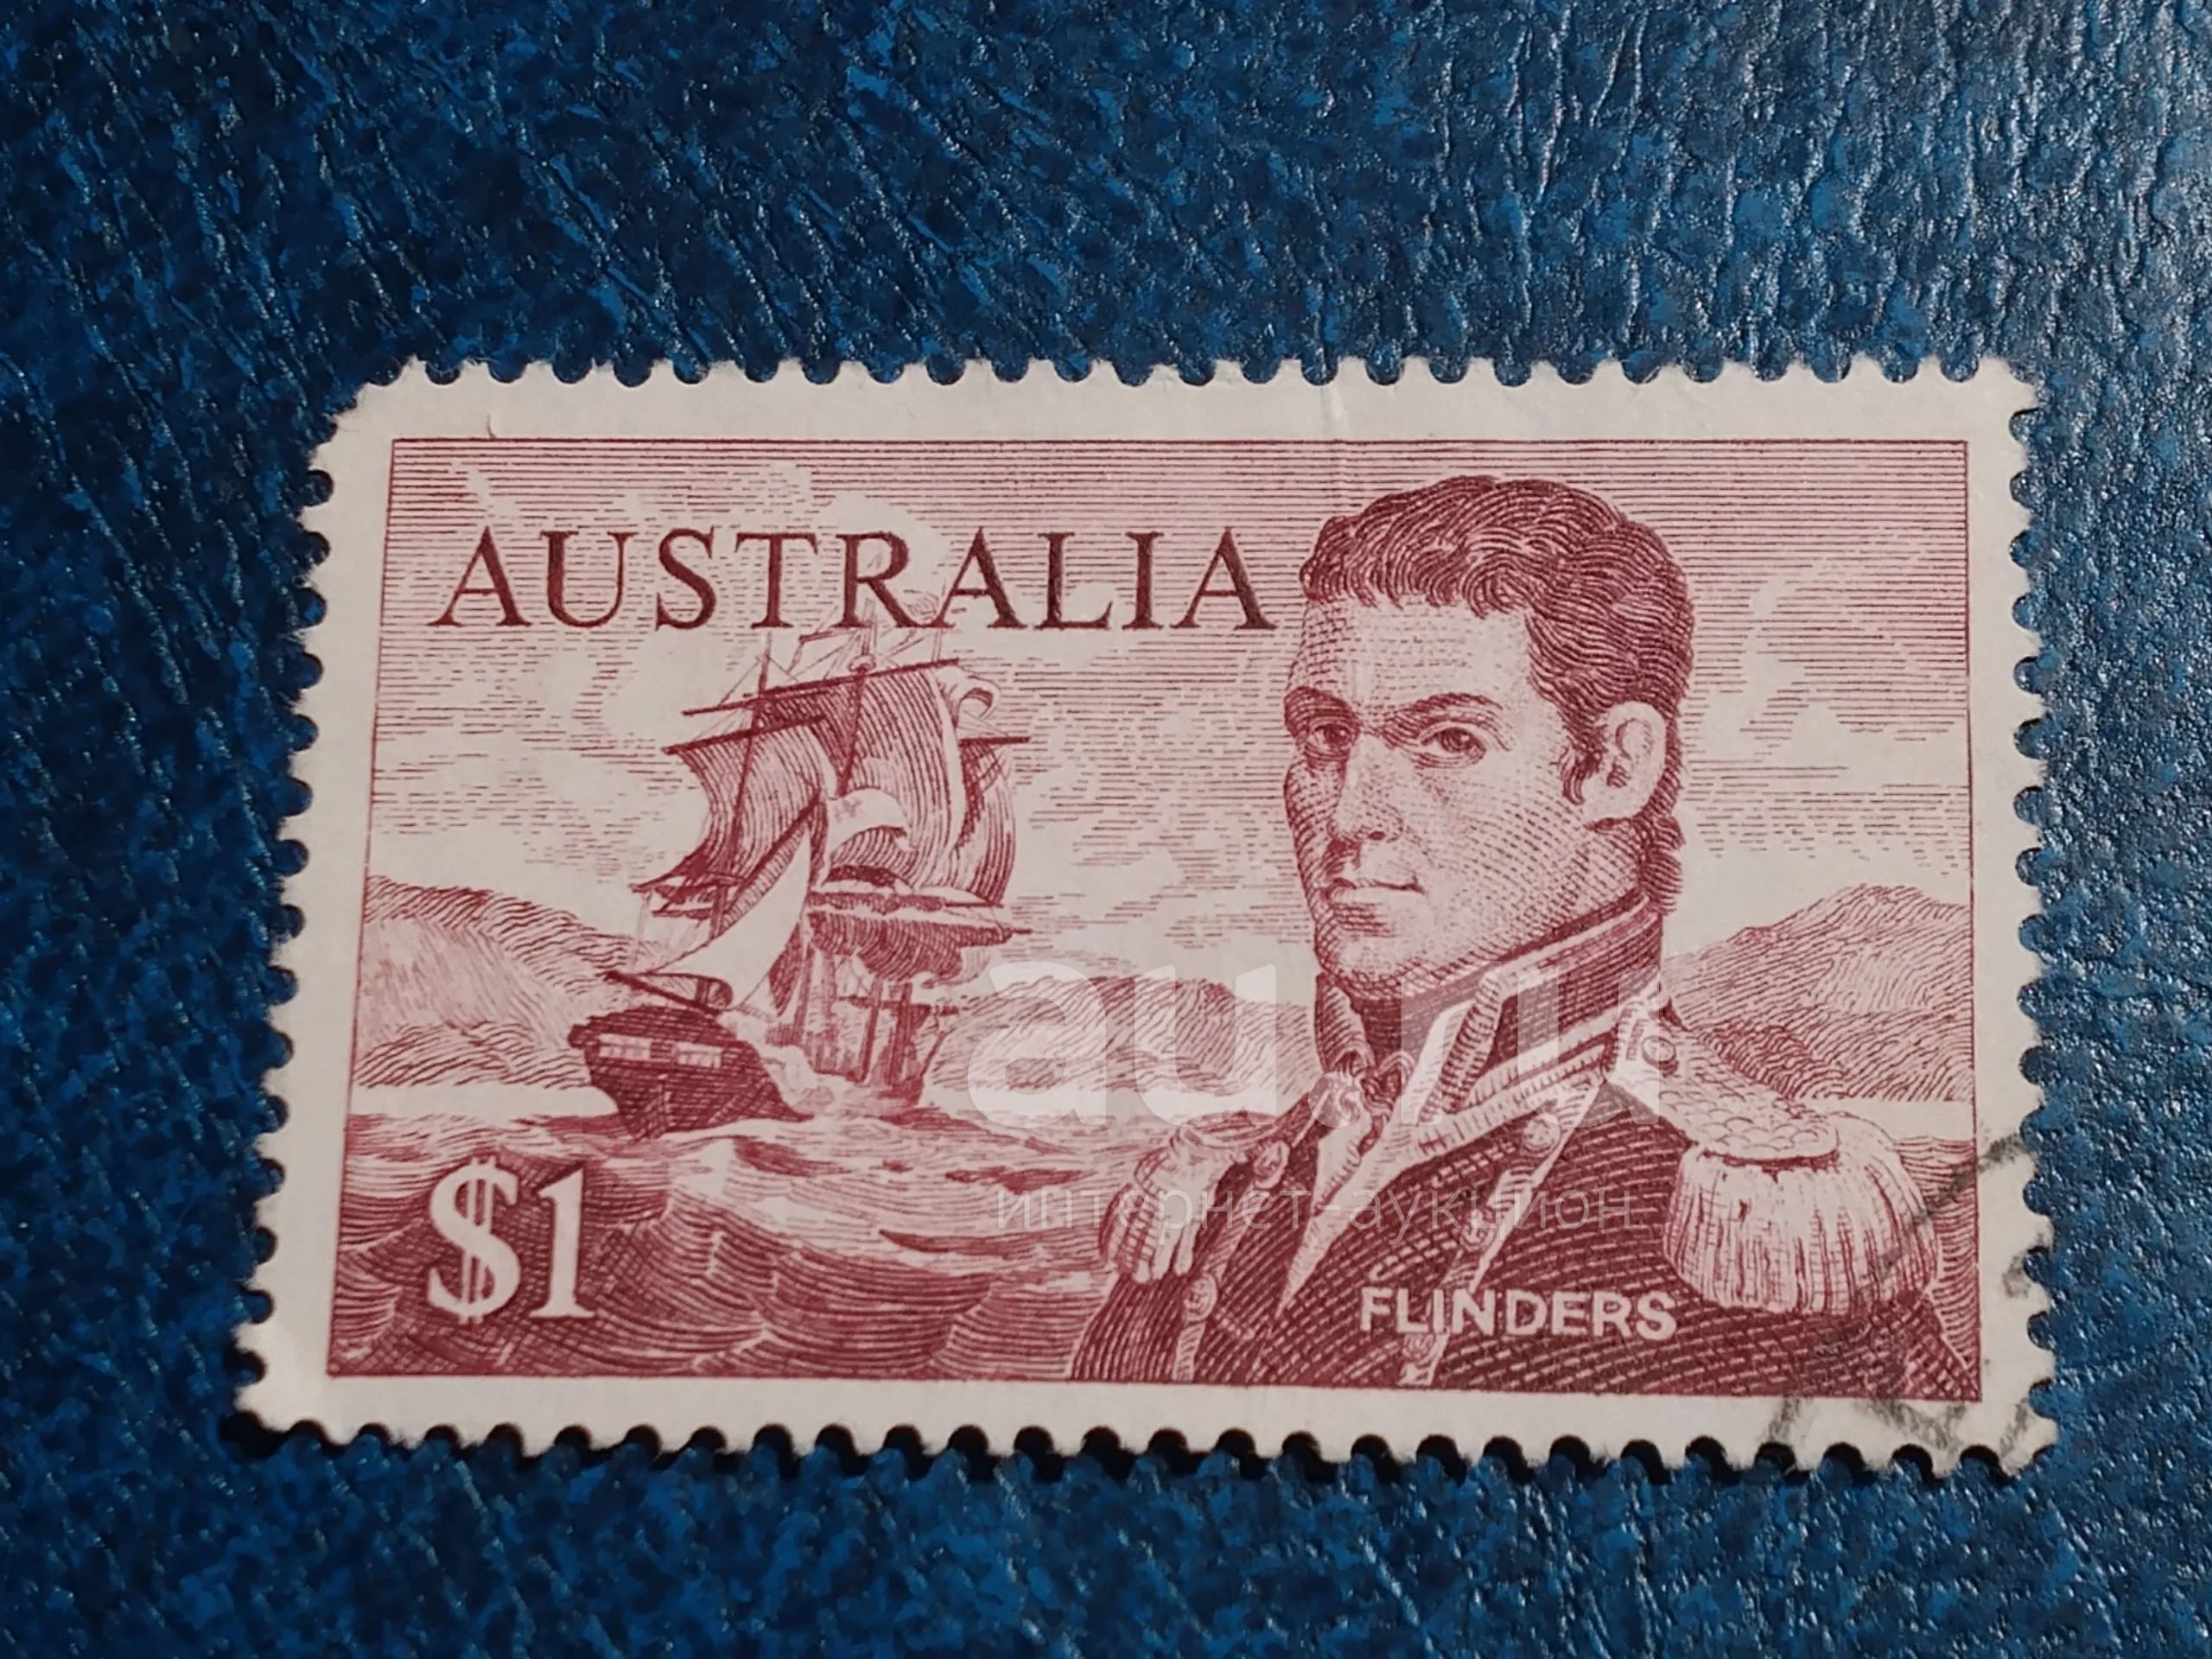 AUSTRALIA
au.ru
интернет-аукцион
$1
FLINDERS